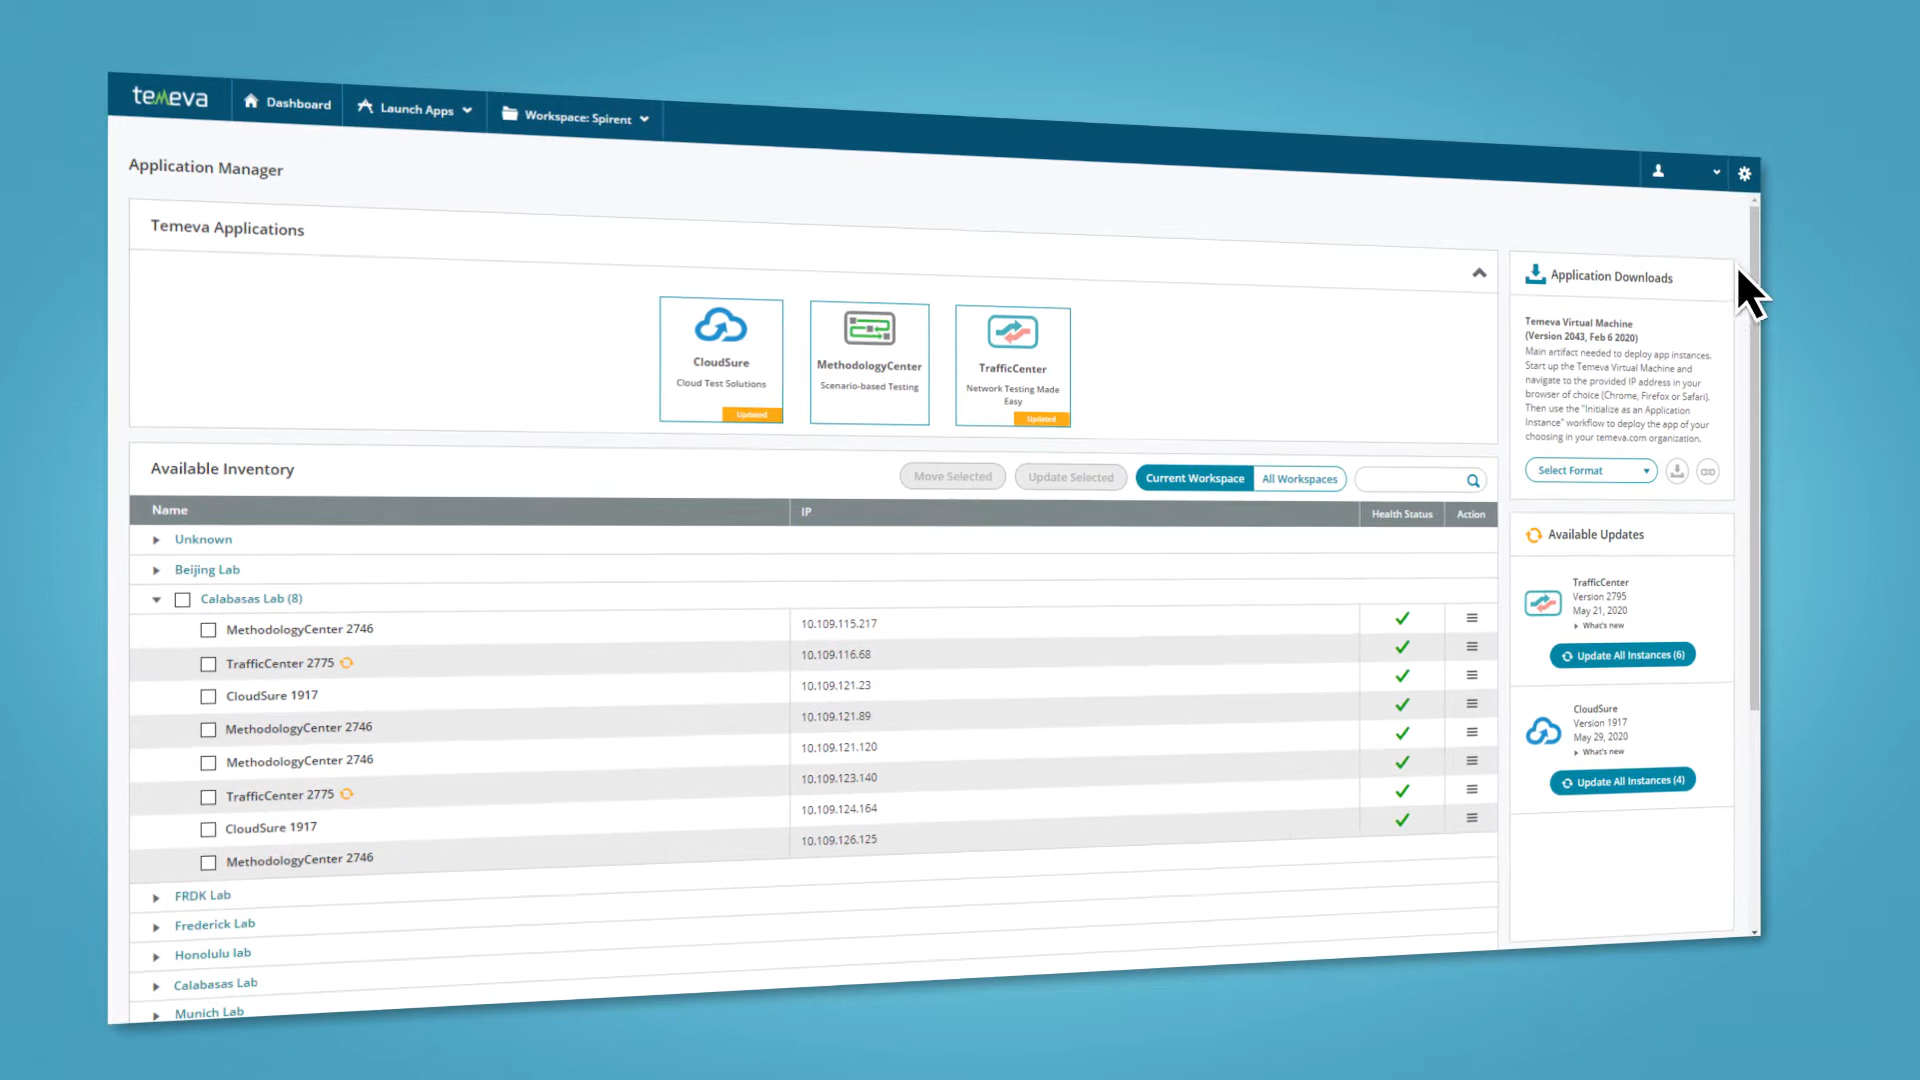 temeva
Dashboard
Launch Apps
Workspace: Spirent
Application Manager
Temeva Applications
CloudSure
Cloud Test Solutions
Updated
MethodologyCenter
Scenario-based Testing
TrafficCenter
Network Testing Made
Easy
Updated
Available Inventory
Move Selected
Update Selected
Current Workspace
All Workspaces
Name
IP
Health Status
Action
Unknown
Beijing Lab
Calabasas Lab (8)
MethodologyCenter 2746
10.109.115.217
TrafficCenter 2775
10.109.116.68
CloudSure 1917
10.109.121.23
MethodologyCenter 2746
10.109.121.89
MethodologyCenter 2746
10.109.121.120
TrafficCenter 2775
10.109.123.140
CloudSure 1917
10.109.124.164
MethodologyCenter 2746
10.109.126.125
FRDK Lab
Frederick Lab
Honolulu lab
Calabasas Lab
Munich Lab
Application Downloads
Temeva Virtual Machine
(Version 2043, Feb 6 2020)
Main artifact needed to deploy app instances.
Start up the Temeva Virtual Machine and
navigate to the provided IP address in your
browser of choice (Chrome, Firefox or Safari).
Then use the "Initialize as an Application
Instance" workflow to deploy the app of your
choosing in your temeva.com organization.
Select Format
Available Updates
TrafficCenter
Version 2795
May 21, 2020
What's new
Update All Instances (6)
CloudSure
Version 1917
May 29, 2020
What's new
Update All Instances (4)